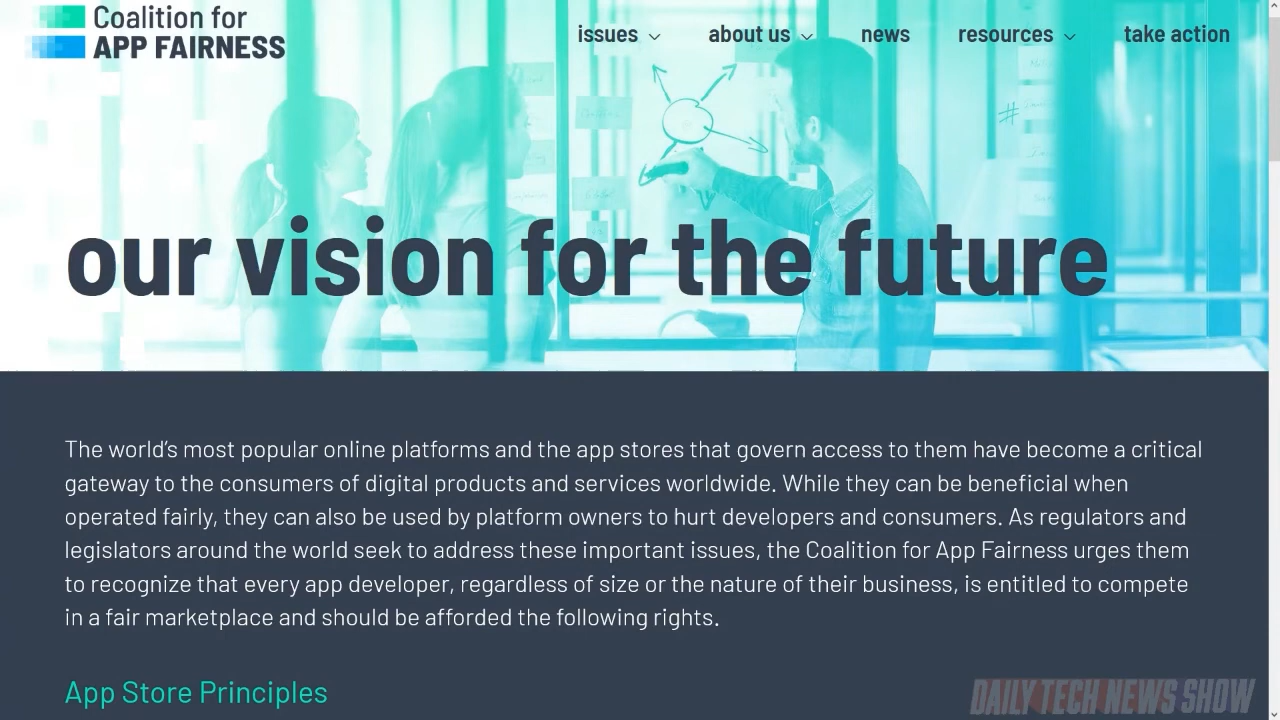 Coalition for
APP FAIRNESS
issues about us news resources take action
#
our vision for the future
The world's most popular online platforms and the app stores that govern access to them have become a critical
gateway to the consumers of digital products and services worldwide. While they can be beneficial when
operated fairly, they can also be used by platform owners to hurt developers and consumers. As regulators and
legislators around the world seek to address these important issues, the Coalition for App Fairness urges them
to recognize that every app developer, regardless of size or the nature of their business, is entitled to compete
in a fair marketplace and should be afforded the following rights.
App Store Principles
DAILY TECH NEWS SHOW